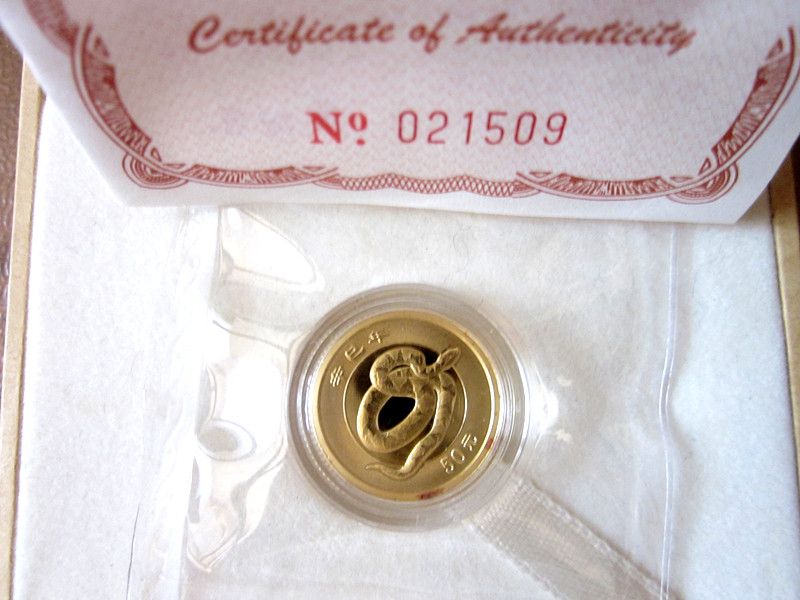 Certificate of Authenticity
Nº 021509
辛巳年
50元